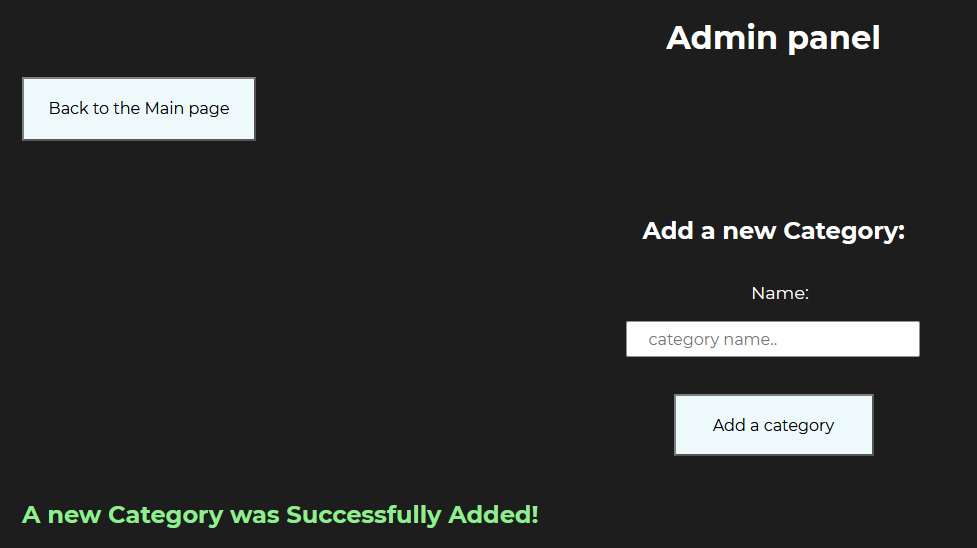 Admin panel
Back to the Main page
Add a new Category:
Name:
category name..
Add a category
A new Category was Successfully Added!